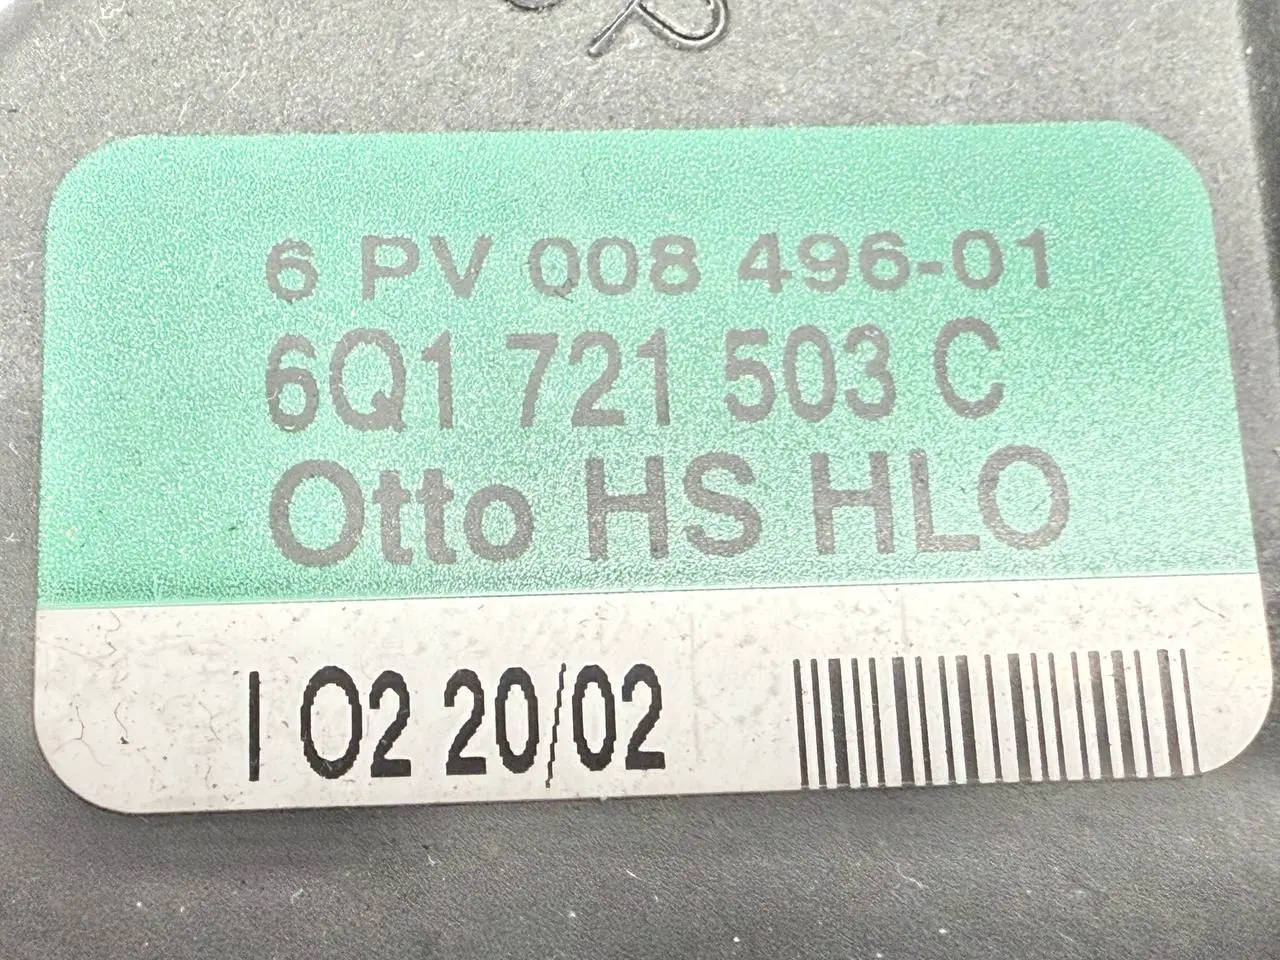 6 PV 008 496-01
6Q1 721 503 C
Otto HS HLO
I O2 20/02